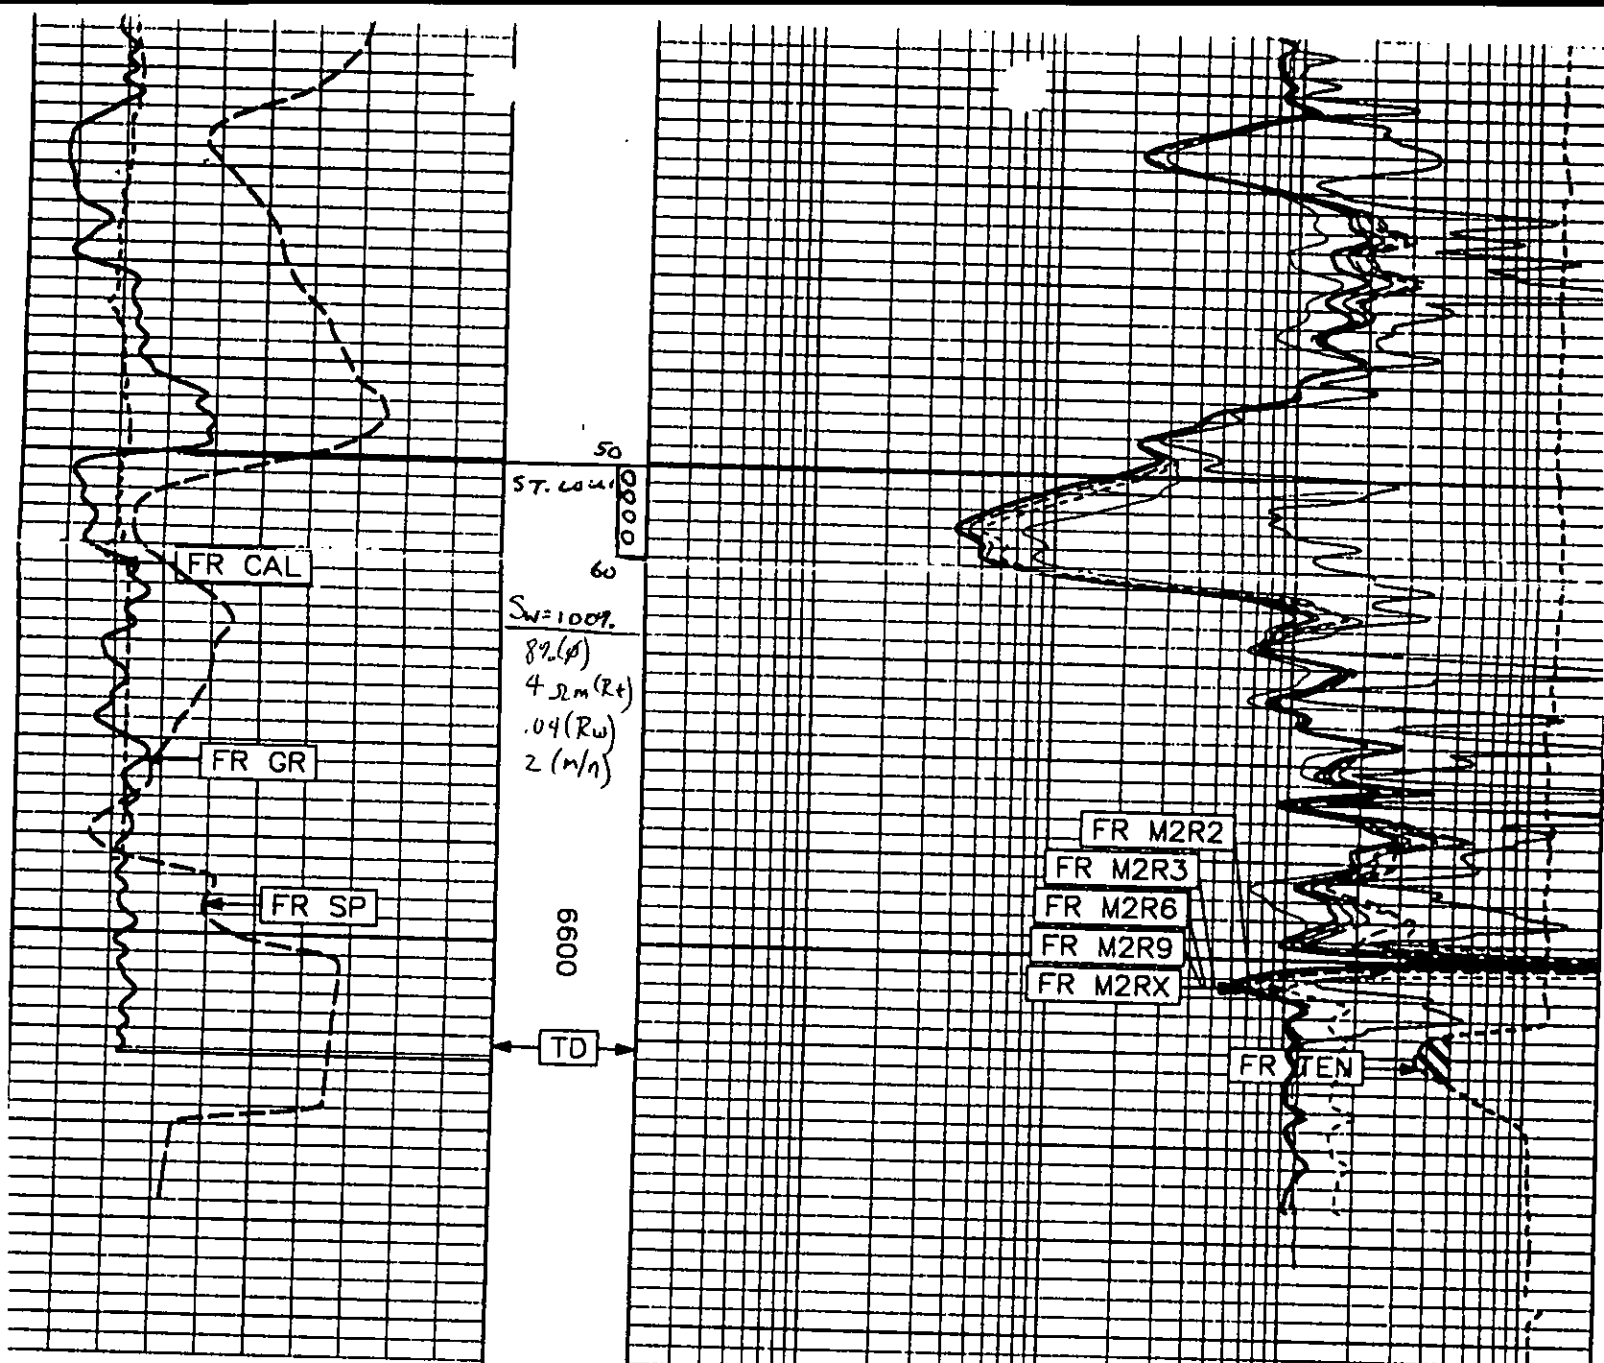 50
ST. Loui
60
FR CAL
Sw=100%
8% (ϕ)
4 Ωm (Rt)
.04 (Rw)
2 (m/n)
FR GR
FR M2R2
FR M2R3
FR SP
FR M2R6
6600
FR M2R9
FR M2RX
TD
FR TEN